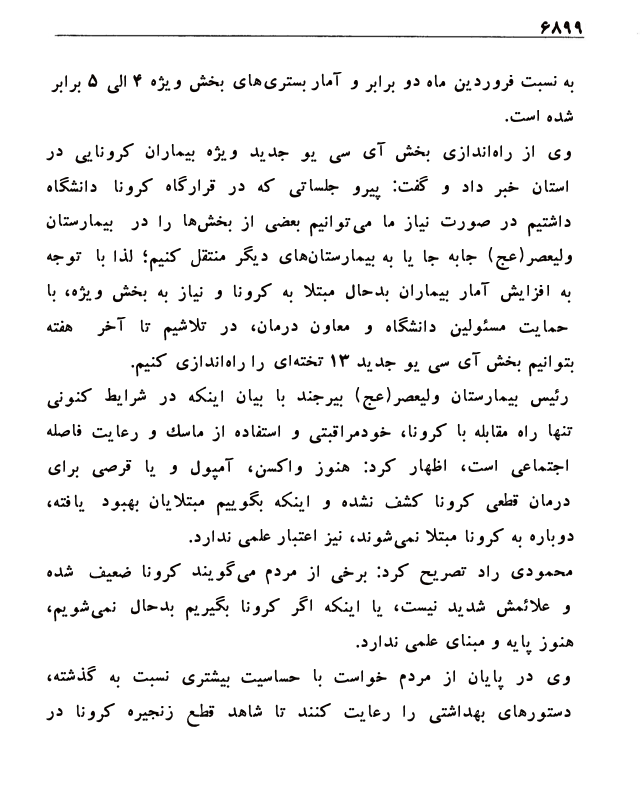 ۶۸۹۹
به نسبت فروردین ماه دو برابر و آمار بستری‌های بخش ویژه ۴ الی ۵ برابر
شده است.
وی از راه‌اندازی بخش آی سی یو جدید ویژه بیماران کرونایی در
استان خبر داد و گفت: پیرو جلساتی که در قرارگاه کرونا دانشگاه
داشتیم در صورت نیاز ما می‌توانیم بعضی از بخش‌ها را در بیمارستان
ولیعصر(عج) جابه جا یا به بیمارستان‌های دیگر منتقل کنیم؛ لذا با توجه
به افزایش آمار بیماران بدحال مبتلا به کرونا و نیاز به بخش ویژه، با
حمایت مسئولین دانشگاه و معاون درمان، در تلاشیم تا آخر هفته
بتوانیم بخش آی سی یو جدید ۱۳ تخته‌ای را راه‌اندازی کنیم.
رئیس بیمارستان ولیعصر(عج) بیرجند با بیان اینکه در شرایط کنونی
تنها راه مقابله با کرونا، خودمراقبتی و استفاده از ماسك و رعایت فاصله
اجتماعی است، اظهار کرد: هنوز واکسن، آمپول و یا قرصی برای
درمان قطعی کرونا کشف نشده و اینکه بگوییم مبتلایان بهبود یافته،
دوباره به کرونا مبتلا نمی‌شوند، نیز اعتبار علمی ندارد.
محمودی راد تصریح کرد: برخی از مردم می‌گویند کرونا ضعیف شده
و علائمش شدید نیست، یا اینکه اگر کرونا بگیریم بدحال نمی‌شویم،
هنوز پایه و مبنای علمی ندارد.
وی در پایان از مردم خواست با حساسیت بیشتری نسبت به گذشته،
دستورهای بهداشتی را رعایت کنند تا شاهد قطع زنجیره کرونا در